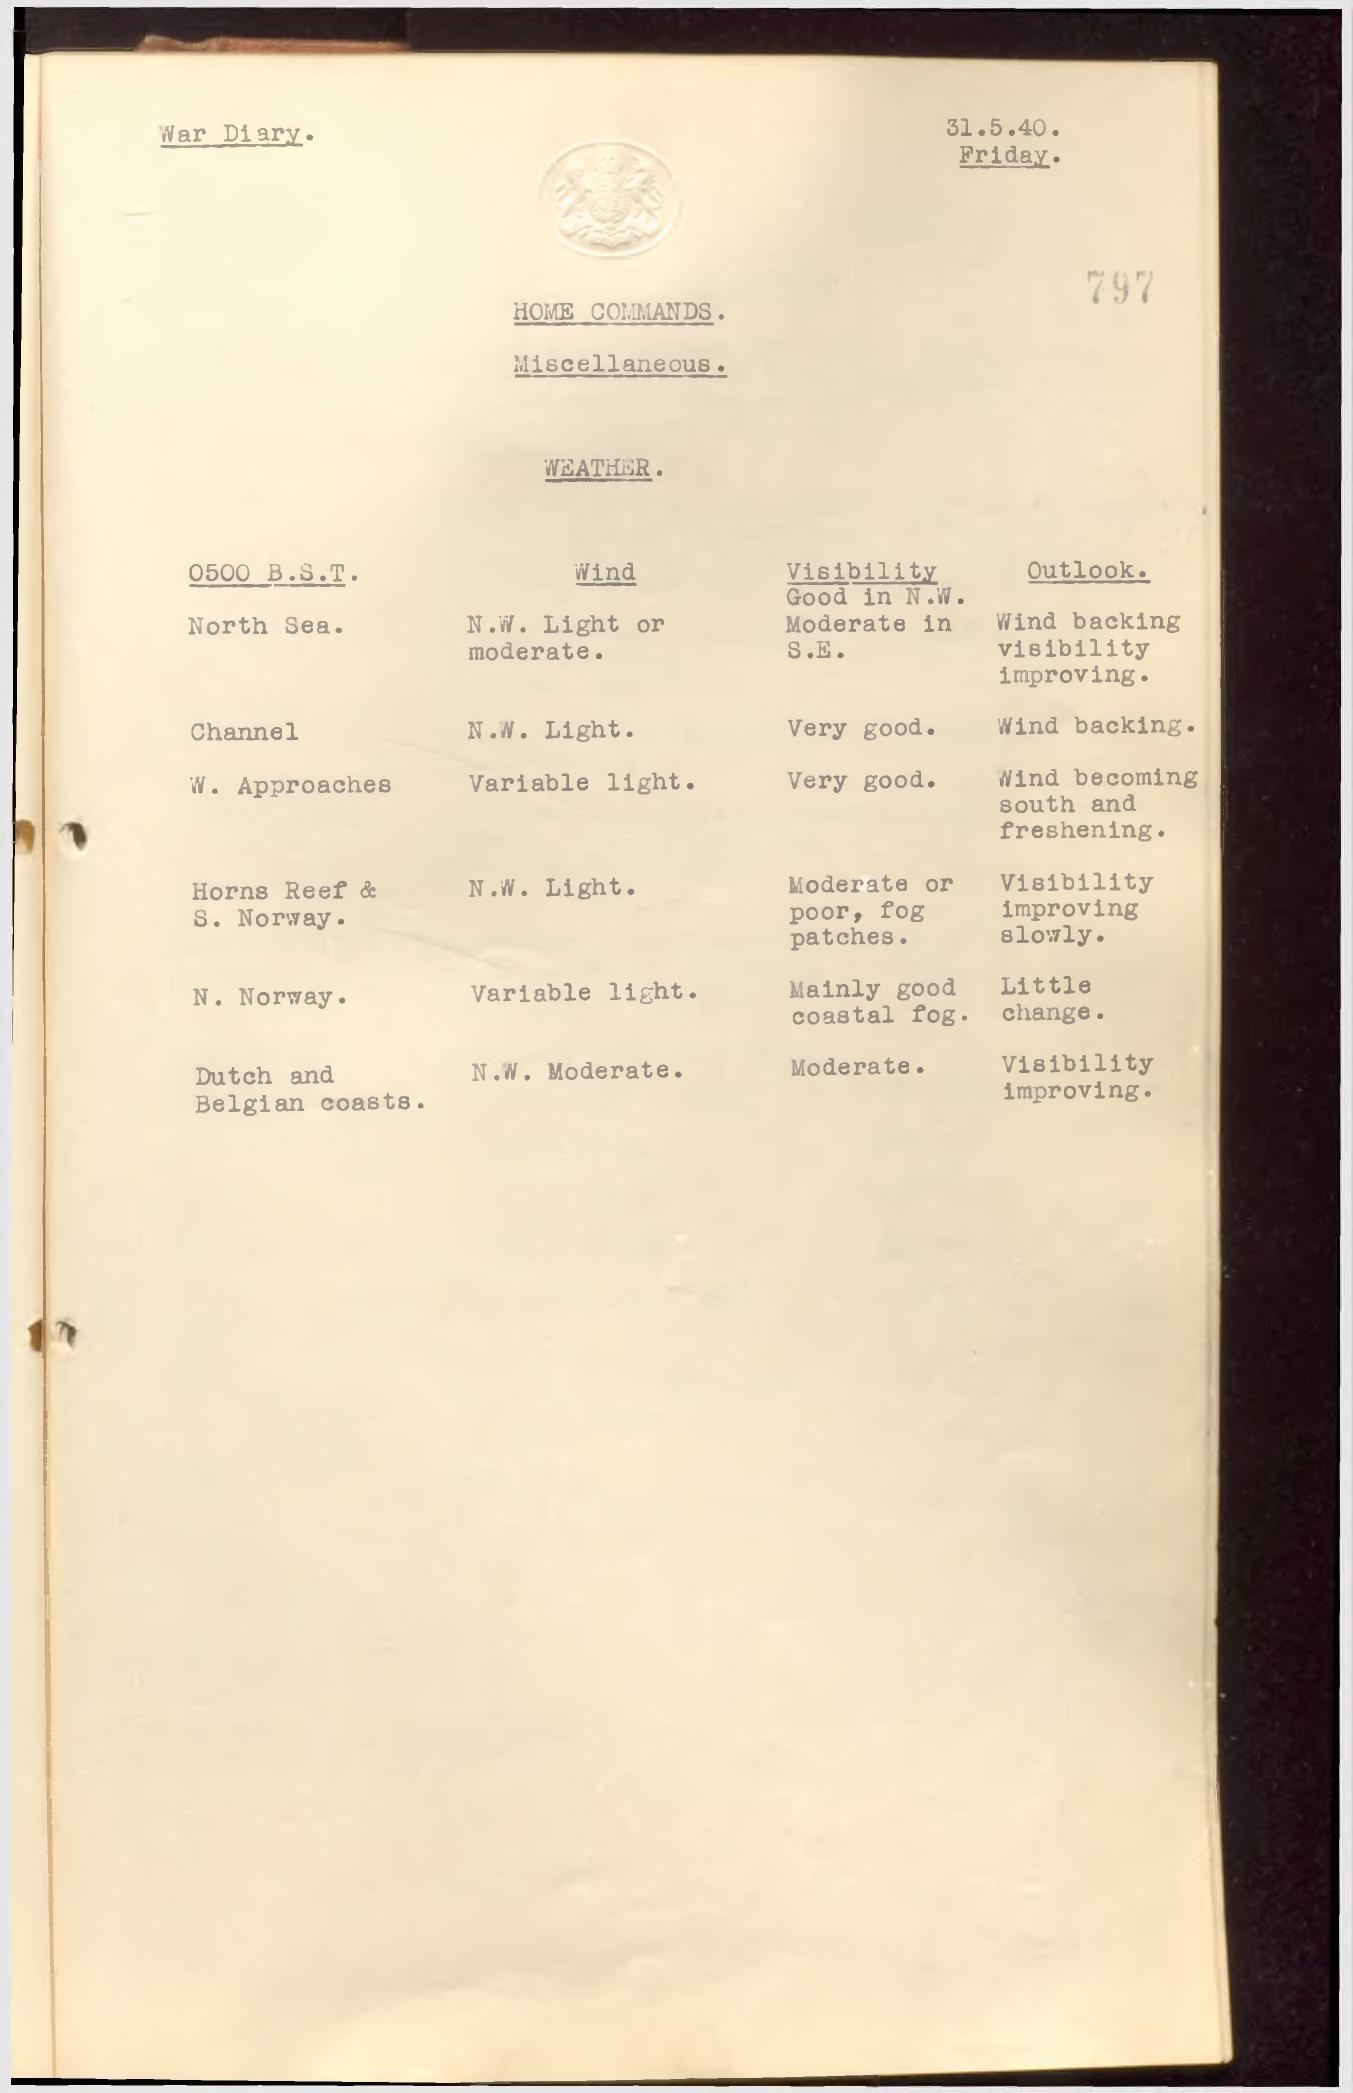 War Diary.
31.5.40.
Friday.
797
HOME COMMANDS.
Miscellaneous.
WEATHER.
0500 B.S.T. Wind Visibility Outlook.
Good in N.W.
North Sea. N.W. Light or Moderate in Wind backing
moderate. S.E. visibility
improving.
Channel N.W. Light. Very good. Wind backing.
W. Approaches Variable light. Very good. Wind becoming
south and
freshening.
Horns Reef & N.W. Light. Moderate or Visibility
S. Norway. poor, fog improving
patches. slowly.
N. Norway. Variable light. Mainly good Little
coastal fog. change.
Dutch and N.W. Moderate. Moderate. Visibility
Belgian coasts. improving.